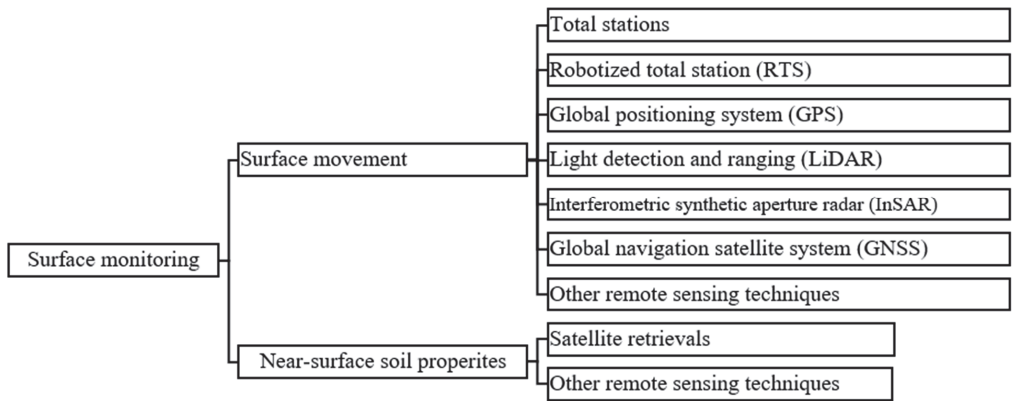 Total stations
Robotized total station (RTS)
Global positioning system (GPS)
Surface movement
Light detection and ranging (LiDAR)
Interferometric synthetic aperture radar (InSAR)
Global navigation satellite system (GNSS)
Surface monitoring
Other remote sensing techniques
Satellite retrievals
Near-surface soil properites
Other remote sensing techniques